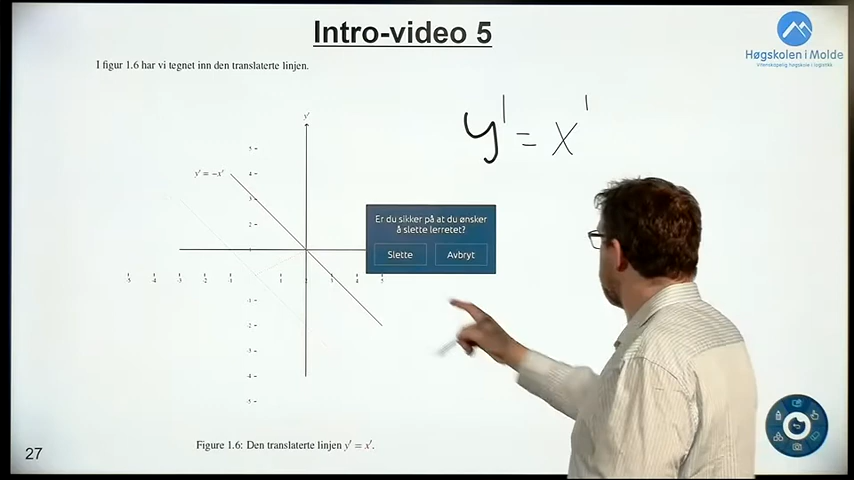 Intro-video 5
Høgskolen i Molde
Vitenskapelig høgskole i logistikk
I figur 1.6 har vi tegnet inn den translaterte linjen.
y' = x'
y'
5
4
y' = −x'
3
2
Er du sikker på at du ønsker
å slette lerretet?
Slette
Avbryt
-5 -4 -3 -2 -1 1 2 3 4 5
-1
-2
-3
-4
-5
Figure 1.6: Den translaterte linjen y' = x'.
27